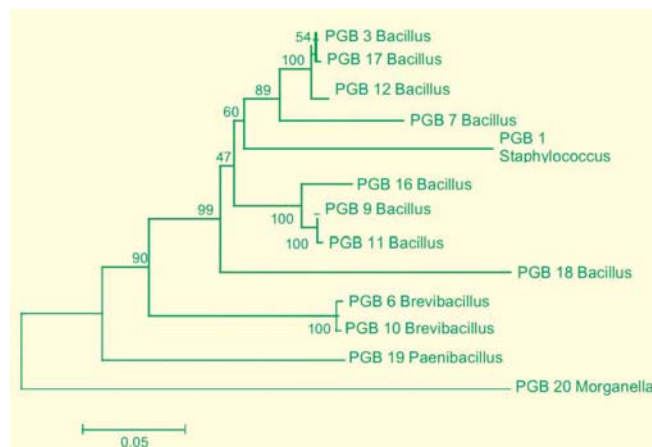 54
PGB 3 Bacillus
PGB 17 Bacillus
100
PGB 12 Bacillus
89
PGB 7 Bacillus
60
PGB 1
Staphylococcus
47
PGB 16 Bacillus
PGB 9 Bacillus
100
PGB 11 Bacillus
100
99
PGB 18 Bacillus
90
PGB 6 Brevibacillus
100
PGB 10 Brevibacillus
PGB 19 Paenibacillus
PGB 20 Morganella
0.05